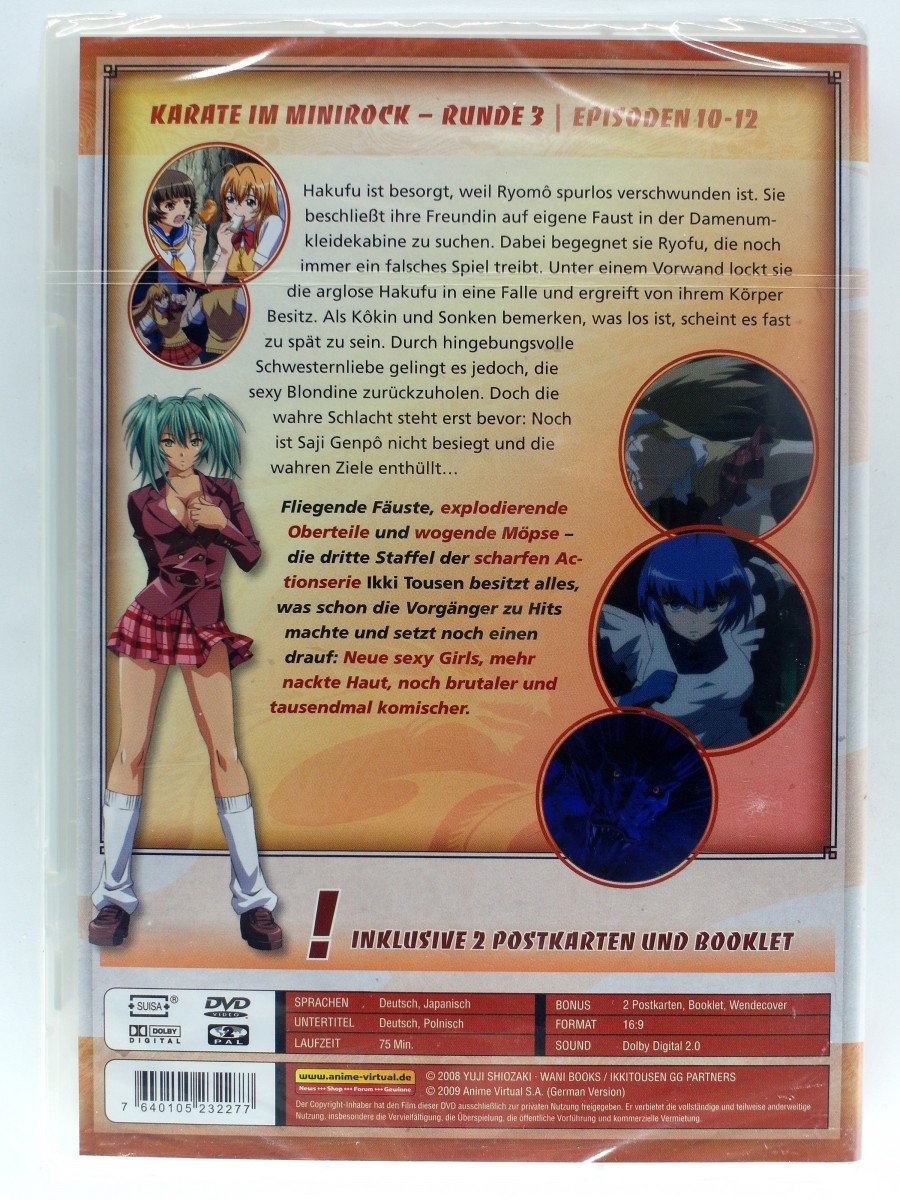 KARATE IM MINIROCK – RUNDE 3 | EPISODEN 10-12
Hakufu ist besorgt, weil Ryomô spurlos verschwunden ist. Sie
beschließt ihre Freundin auf eigene Faust in der Damenum-
kleidekabine zu suchen. Dabei begegnet sie Ryofu, die noch
immer ein falsches Spiel treibt. Unter einem Vorwand lockt sie
die arglose Hakufu in eine Falle und ergreift von ihrem Körper
Besitz. Als Kôkin und Sonken bemerken, was los ist, scheint es fast
zu spät zu sein. Durch hingebungsvolle
Schwesternliebe gelingt es jedoch, die
sexy Blondine zurückzuholen. Doch die
wahre Schlacht steht erst bevor: Noch
ist Saji Genpô nicht besiegt und die
wahren Ziele enthüllt...
Fliegende Fäuste, explodierende
Oberteile und wogende Möpse –
die dritte Staffel der scharfen Ac-
tionserie Ikki Tousen besitzt alles,
was schon die Vorgänger zu Hits
machte und setzt noch einen
drauf: Neue sexy Girls, mehr
nackte Haut, noch brutaler und
tausendmal komischer.
! INKLUSIVE 2 POSTKARTEN UND BOOKLET
SUISA ®
DVD
VIDEO
DOLBY
DIGITAL
2
PAL
SPRACHEN Deutsch, Japanisch
UNTERTITEL Deutsch, Polnisch
LAUFZEIT 75 Min.
BONUS 2 Postkarten, Booklet, Wendecover
FORMAT 16:9
SOUND Dolby Digital 2.0
7 640105 232277
www.anime-virtual.de
News ••• Shop ••• Forum ••• Gewinne
© 2008 YUJI SHIOZAKI · WANI BOOKS / IKKITOUSEN GG PARTNERS
© 2009 Anime Virtual S.A. (German Version)
Der Copyright-Inhaber hat den Film dieser DVD ausschließlich zur privaten Nutzung freigegeben. Er verbietet die vollständige und teilweise anderweitige
Nutzung, insbesondere die Vervielfältigung, die Überspielung, die öffentliche Vorführung und kommerzielle Vermietung.